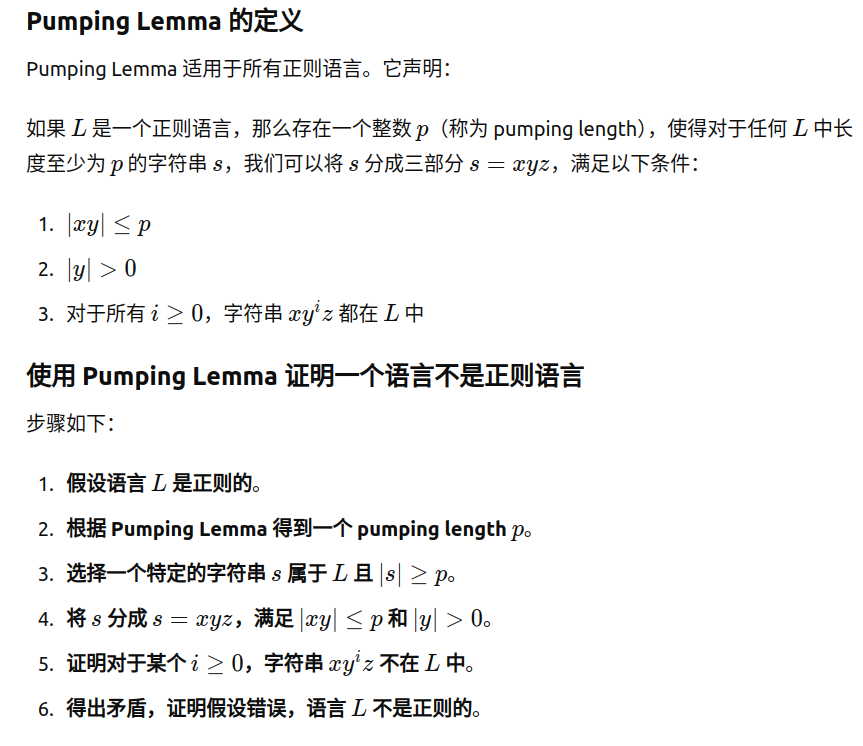 Pumping Lemma 的定义
Pumping Lemma 适用于所有正则语言。它声明：
如果 L 是一个正则语言，那么存在一个整数 p（称为 pumping length），使得对于任何 L 中长
度至少为 p 的字符串 s，我们可以将 s 分成三部分 s = xyz，满足以下条件：
1. |xy| ≤ p
2. |y| > 0
3. 对于所有 i ≥ 0，字符串 xyⁱz 都在 L 中
使用 Pumping Lemma 证明一个语言不是正则语言
步骤如下：
1. 假设语言 L 是正则的。
2. 根据 Pumping Lemma 得到一个 pumping length p。
3. 选择一个特定的字符串 s 属于 L 且 |s| ≥ p。
4. 将 s 分成 s = xyz，满足 |xy| ≤ p 和 |y| > 0。
5. 证明对于某个 i ≥ 0，字符串 xyⁱz 不在 L 中。
6. 得出矛盾，证明假设错误，语言 L 不是正则的。